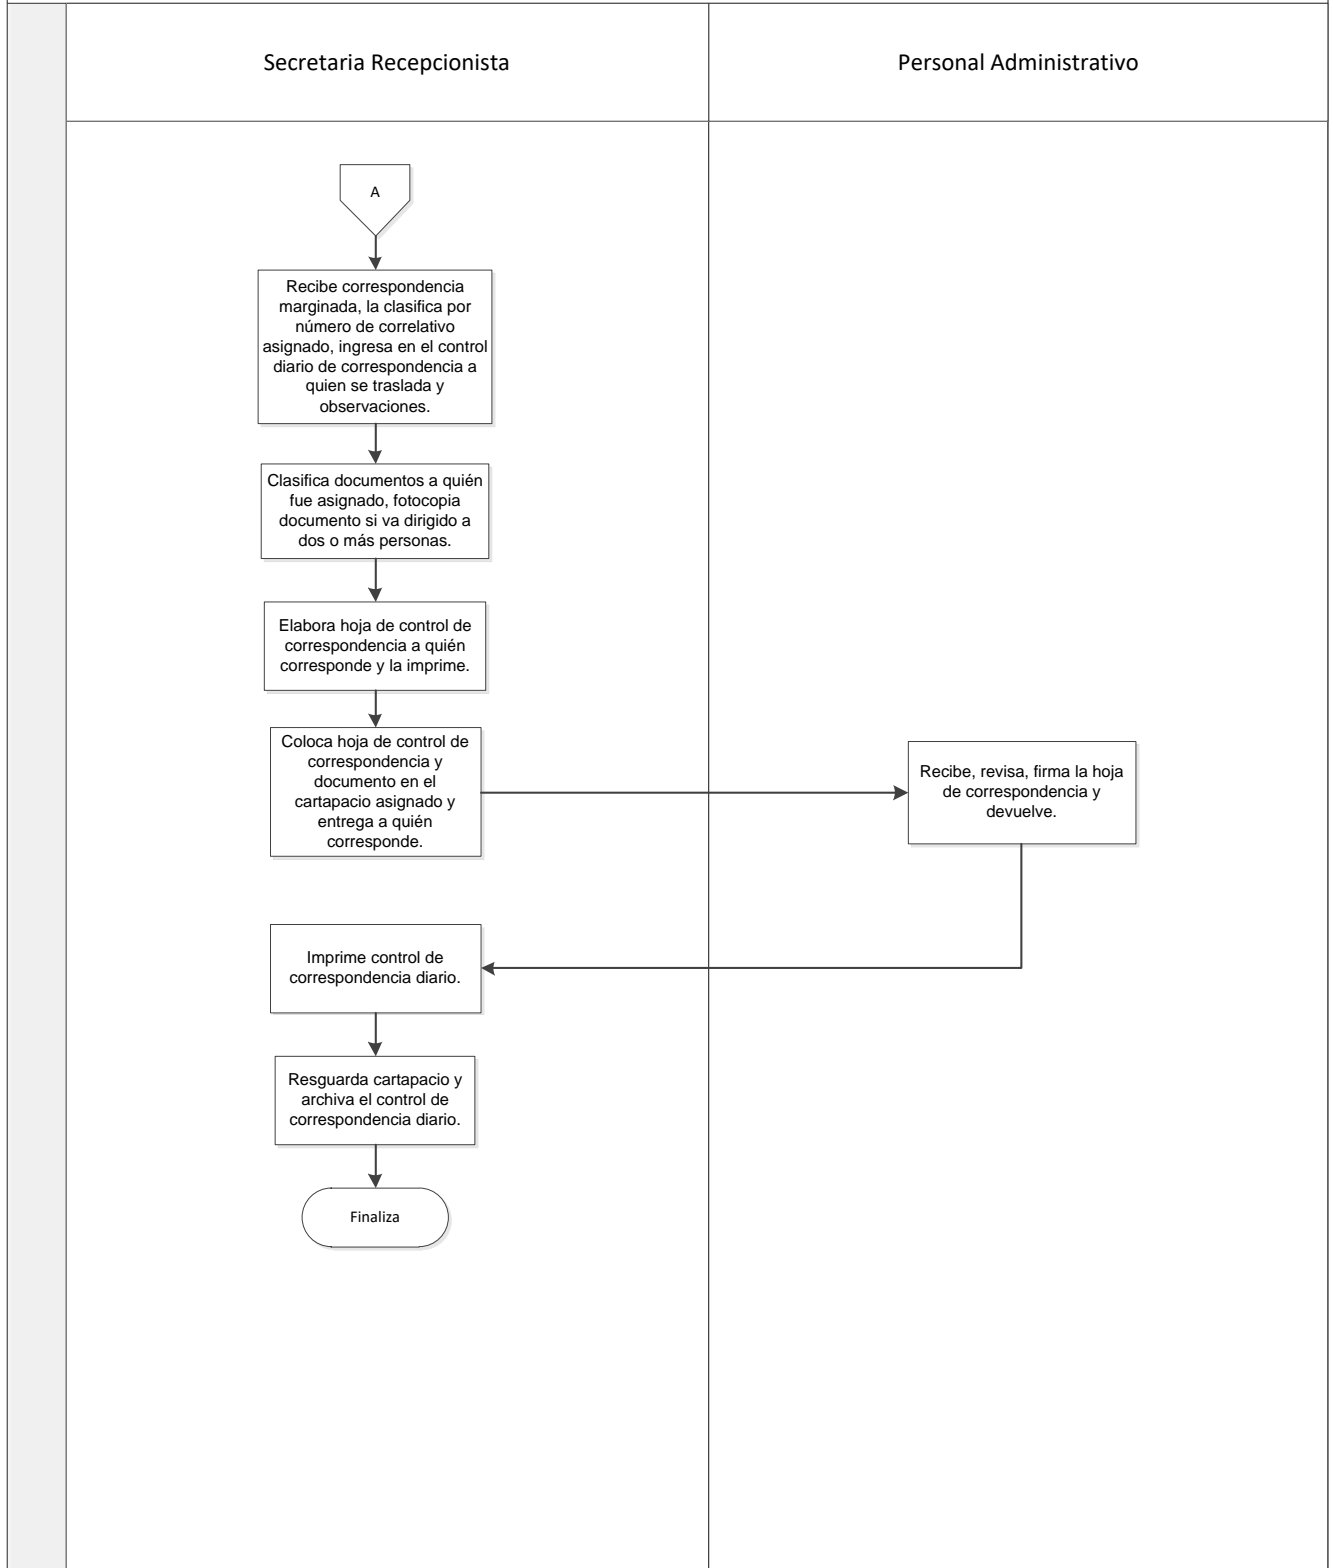 Secretaria Recepcionista
Personal Administrativo
A
Recibe correspondencia
marginada, la clasifica por
número de correlativo
asignado, ingresa en el control
diario de correspondencia a
quien se traslada y
observaciones.
Clasifica documentos a quién
fue asignado, fotocopia
documento si va dirigido a
dos o más personas.
Elabora hoja de control de
correspondencia a quién
corresponde y la imprime.
Coloca hoja de control de
correspondencia y
documento en el
cartapacio asignado y
entrega a quién
corresponde.
Recibe, revisa, firma la hoja
de correspondencia y
devuelve.
Imprime control de
correspondencia diario.
Resguarda cartapacio y
archiva el control de
correspondencia diario.
Finaliza